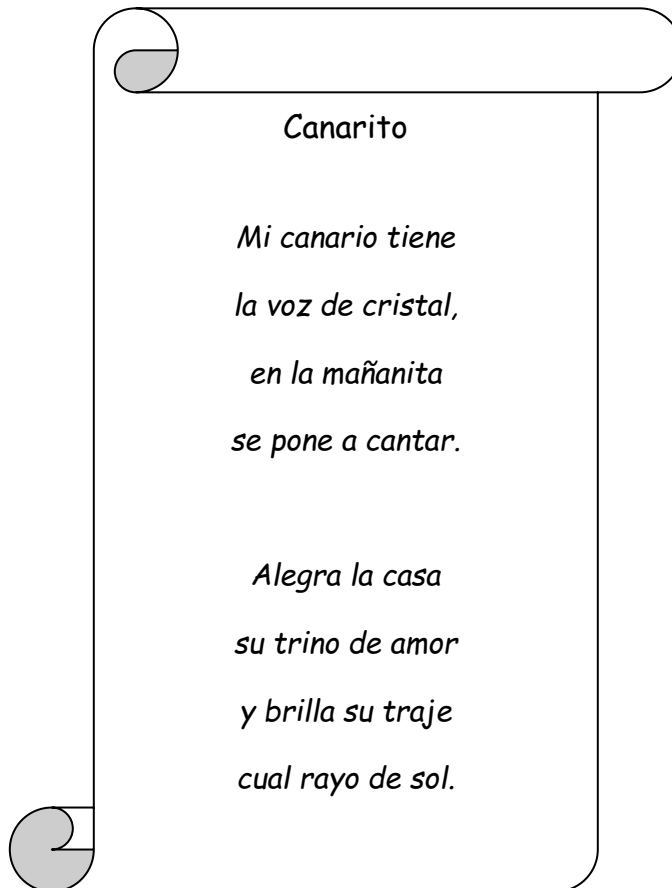 Canarito
Mi canario tiene
la voz de cristal,
en la mañanita
se pone a cantar.
Alegra la casa
su trino de amor
y brilla su traje
cual rayo de sol.